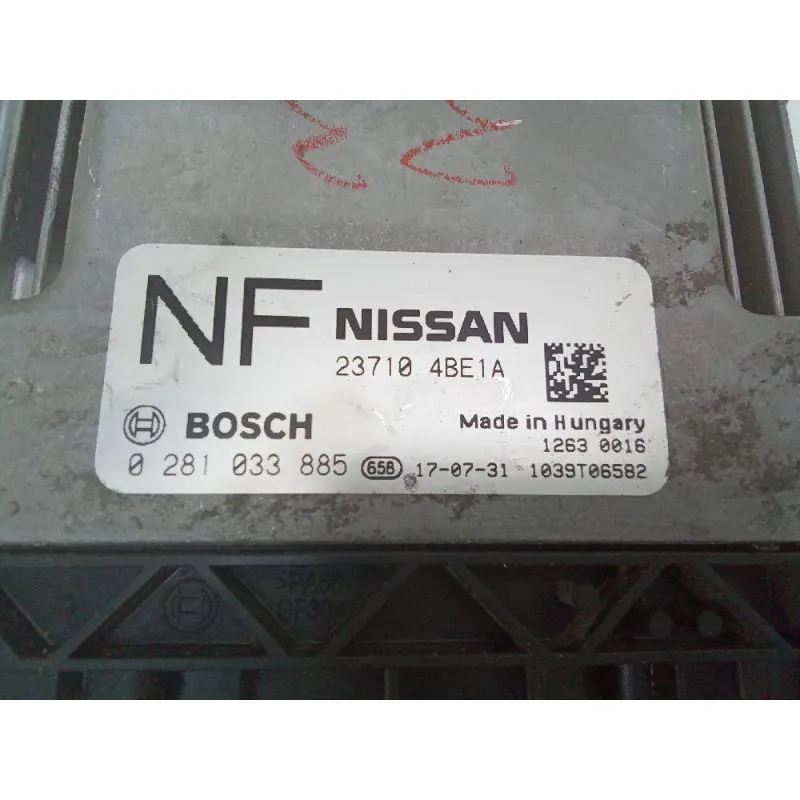 NF NISSAN
23710 4BE1A
BOSCH Made in Hungary
1263 0016
0 281 033 885 658 17-07-31 1039T06582